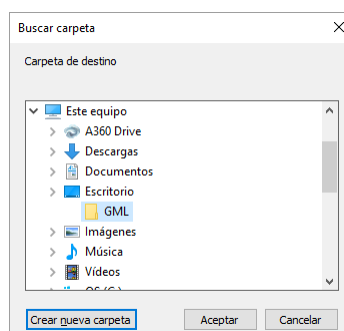 Buscar carpeta
Carpeta de destino
Este equipo
A360 Drive
Descargas
Documentos
Escritorio
GML
Imágenes
Música
Vídeos
OS (C:)
Crear nueva carpeta
Aceptar
Cancelar